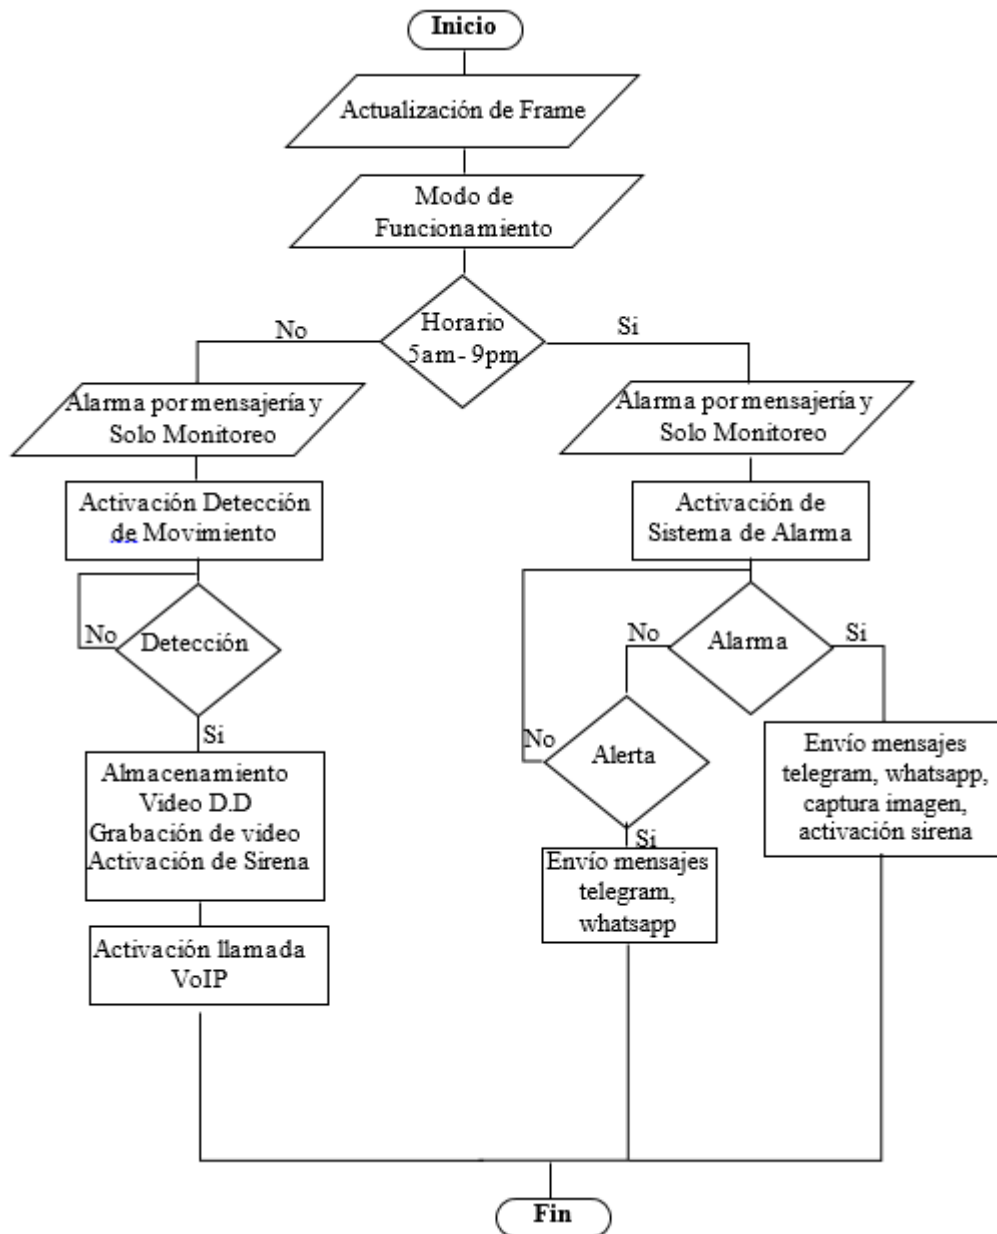 Inicio
Actualización de Frame
Modo de
Funcionamiento
Horario
5am- 9pm
No
Si
Alarma por mensajería y
Solo Monitoreo
Activación Detección
de Movimiento
Detección
No
Si
Almacenamiento
Video D.D
Grabación de video
Activación de Sirena
Activación llamada
VoIP
Alarma por mensajería y
Solo Monitoreo
Activación de
Sistema de Alarma
Alarma
No
Si
Alerta
No
Si
Envío mensajes
telegram,
whatsapp
Envío mensajes
telegram, whatsapp,
captura imagen,
activación sirena
Fin